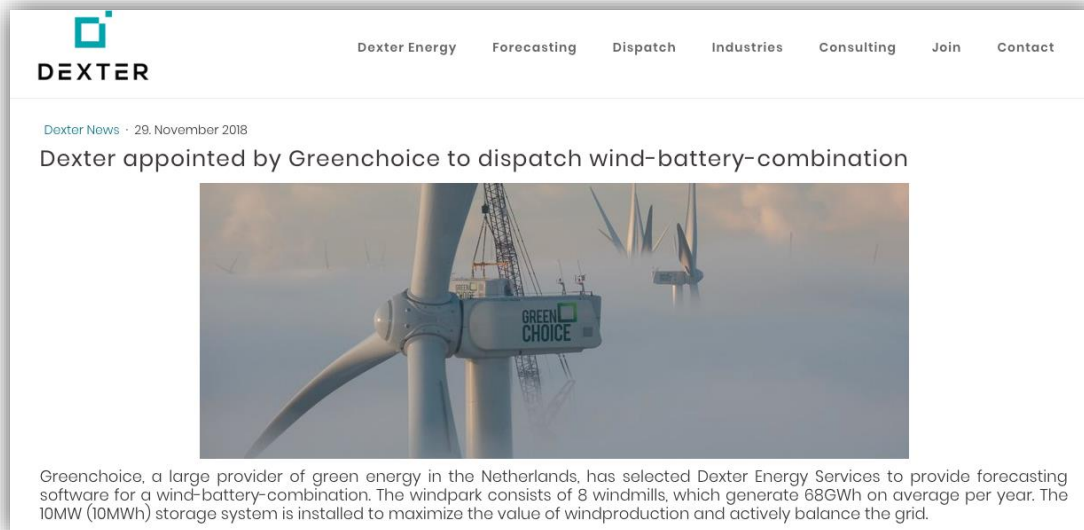 DEXTER
Dexter Energy Forecasting Dispatch Industries Consulting Join Contact
Dexter News · 29. November 2018
Dexter appointed by Greenchoice to dispatch wind-battery-combination
GREEN
CHOICE
Greenchoice, a large provider of green energy in the Netherlands, has selected Dexter Energy Services to provide forecasting
software for a wind-battery-combination. The windpark consists of 8 windmills, which generate 68GWh on average per year. The
10MW (10MWh) storage system is installed to maximize the value of windproduction and actively balance the grid.